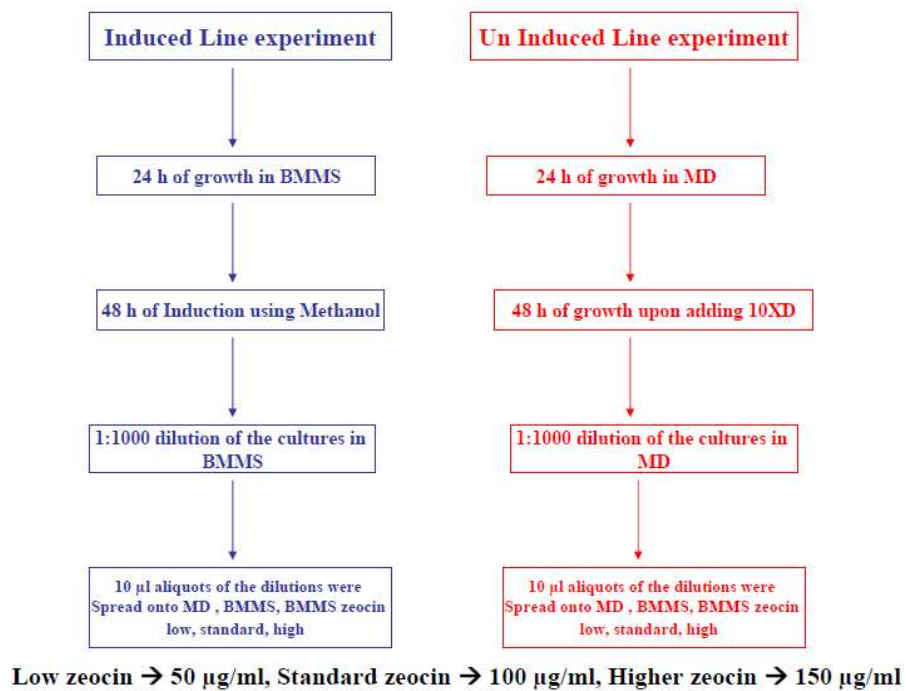 Induced Line experiment
24 h of growth in BMMS
48 h of Induction using Methanol
1:1000 dilution of the cultures in
BMMS
10 µl aliquots of the dilutions were
Spread onto MD , BMMS, BMMS zeocin
low, standard, high
Un Induced Line experiment
24 h of growth in MD
48 h of growth upon adding 10XD
1:1000 dilution of the cultures in
MD
10 µl aliquots of the dilutions were
Spread onto MD , BMMS, BMMS zeocin
low, standard, high
Low zeocin → 50 µg/ml, Standard zeocin → 100 µg/ml, Higher zeocin → 150 µg/ml